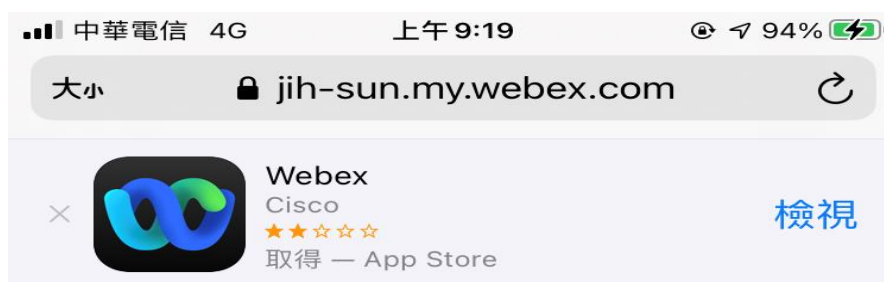 中華電信 4G 上午 9:19 94%
大小 jih-sun.my.webex.com
Webex
Cisco
取得 — App Store
檢視